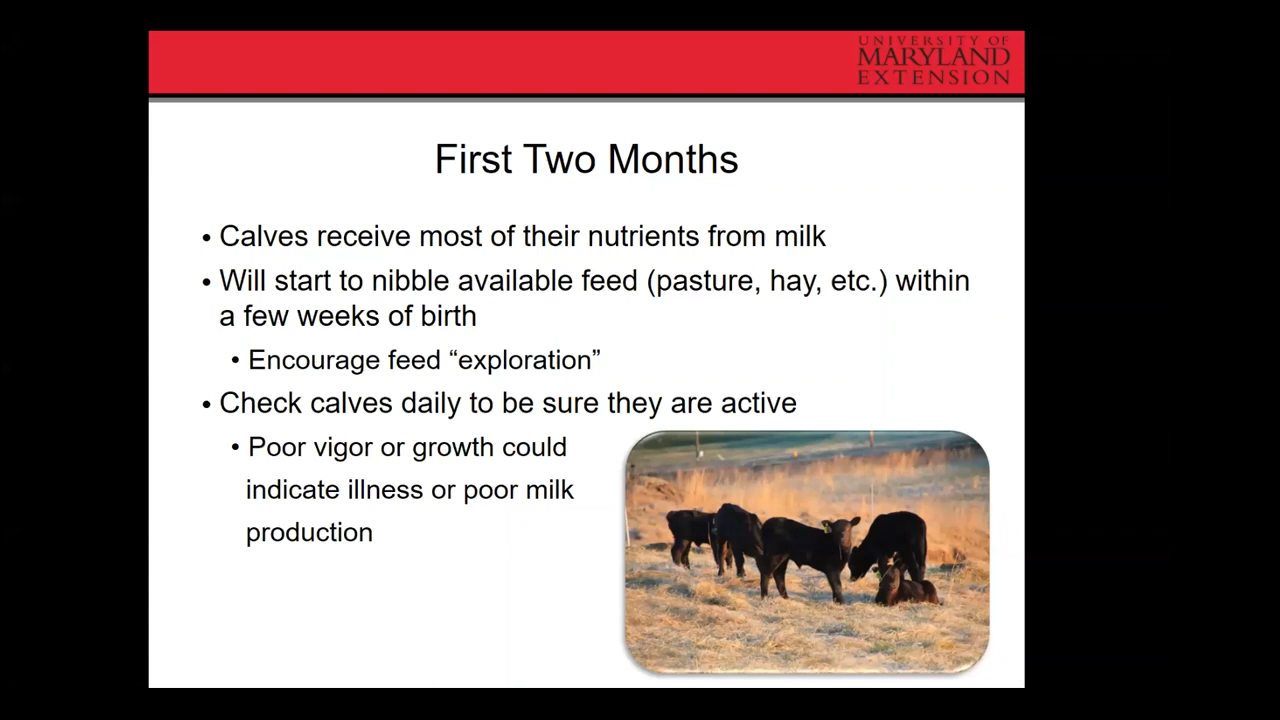 UNIVERSITY OF
MARYLAND
EXTENSION
First Two Months
• Calves receive most of their nutrients from milk
• Will start to nibble available feed (pasture, hay, etc.) within
a few weeks of birth
• Encourage feed “exploration”
• Check calves daily to be sure they are active
• Poor vigor or growth could
indicate illness or poor milk
production